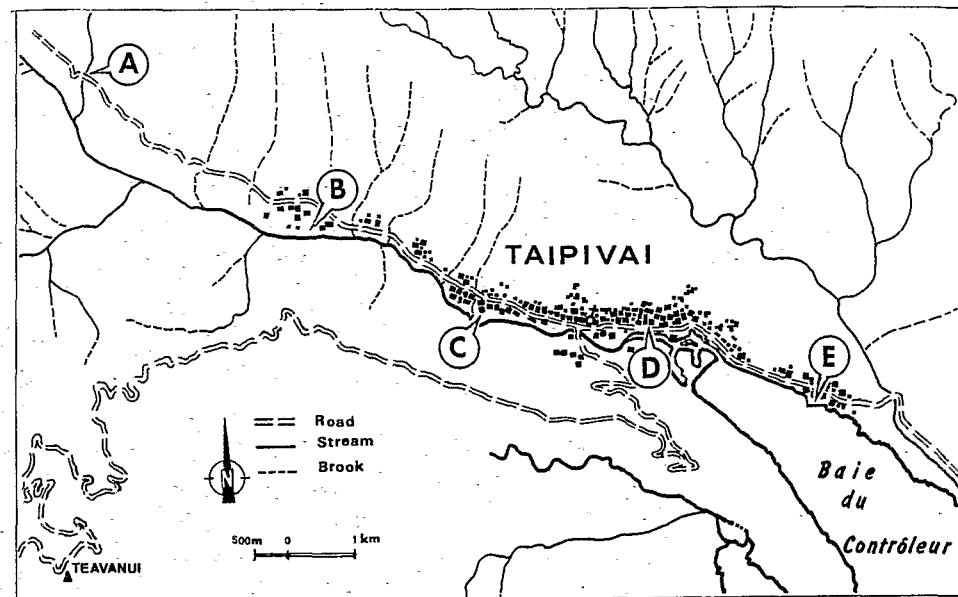 A
B
TAIPIVAI
C
D
E
Road
Stream
Brook
N
Baie
du
Contrôleur
500m 0 1 km
TEAVANUI